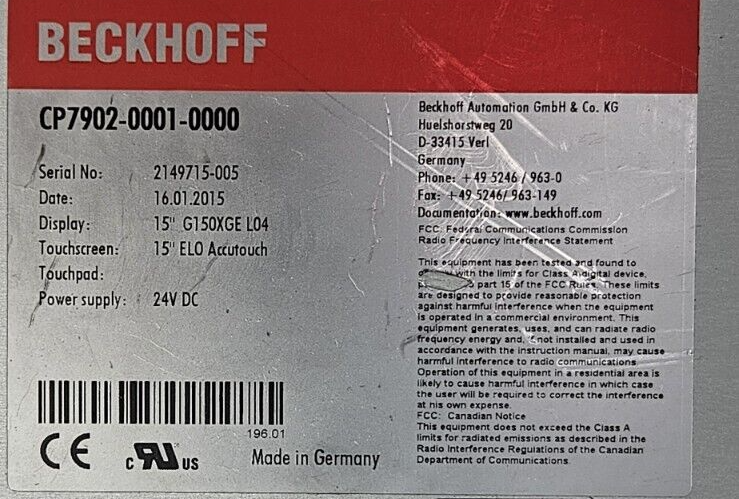 BECKHOFF
CP7902-0001-0000
Serial No: 2149715-005
Date: 16.01.2015
Display: 15" G150XGE L04
Touchscreen: 15" ELO Accutouch
Touchpad:
Power supply: 24V DC
196.01
CE
c RU US
Made in Germany
Beckhoff Automation GmbH & Co. KG
Huelshorstweg 20
D-33415 Verl
Germany
Phone: +49 5246 / 963-0
Fax: +49 5246/ 963-149
Documentation: www.beckhoff.com
FCC: Federal Communications Commission
Radio Frequency Interference Statement
This equipment has been tested and found to
with the limits for Class A digital device,
part 15 of the FCC Rules. These limits
are designed to provide reasonable protection
against harmful interference when the equipment
is operated in a commercial environment. This
equipment generates, uses, and can radiate radio
frequency energy and, if not installed and used in
accordance with the instruction manual, may cause
harmful interference to radio communications.
Operation of this equipment in a residential area is
likely to cause harmful interference in which case
the user will be required to correct the interference
at his own expense.
FCC: Canadian Notice
This equipment does not exceed the Class A
limits for radiated emissions as described in the
Radio Interference Regulations of the Canadian
Department of Communications.